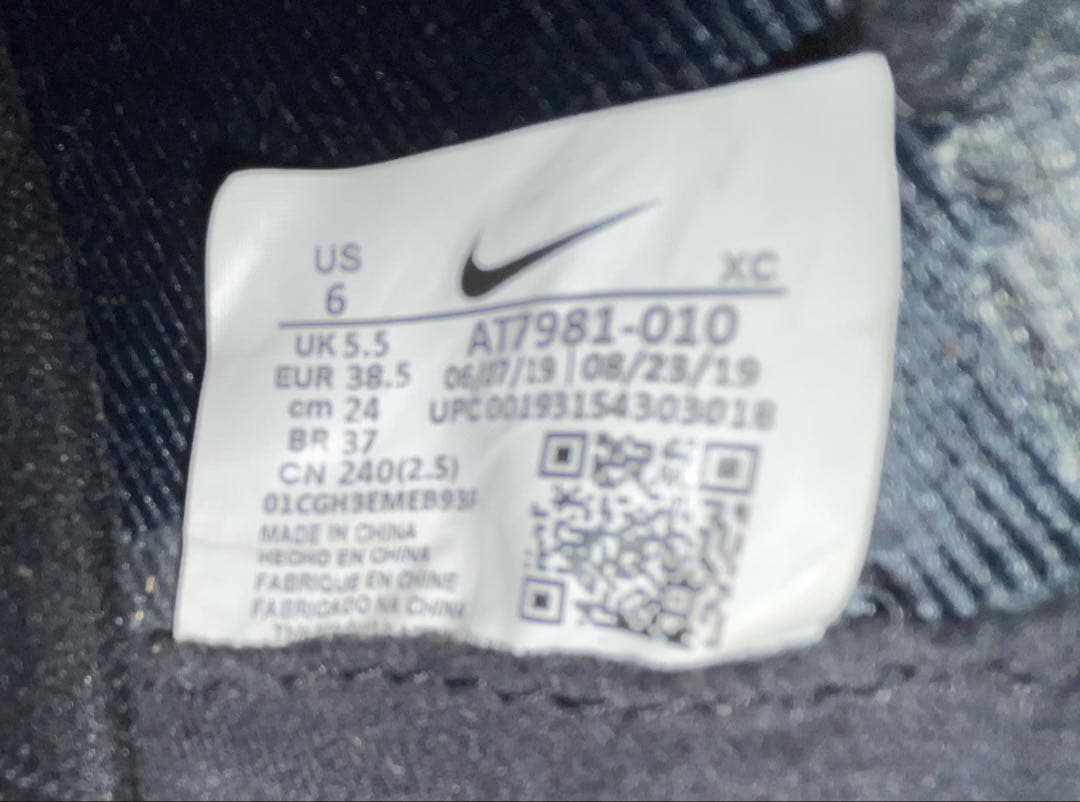 US
6
XC
UK 5.5
EUR 38.5
cm 24
BR 37
CN 240(2.5)
01CGH3EMEB93I
MADE IN CHINA
HECHO EN CHINA
FABRIQUE EN CHINE
FABRICADO NA CHINA
AT7981-010
06/07/19 | 08/23/19
UPC 00193154303018